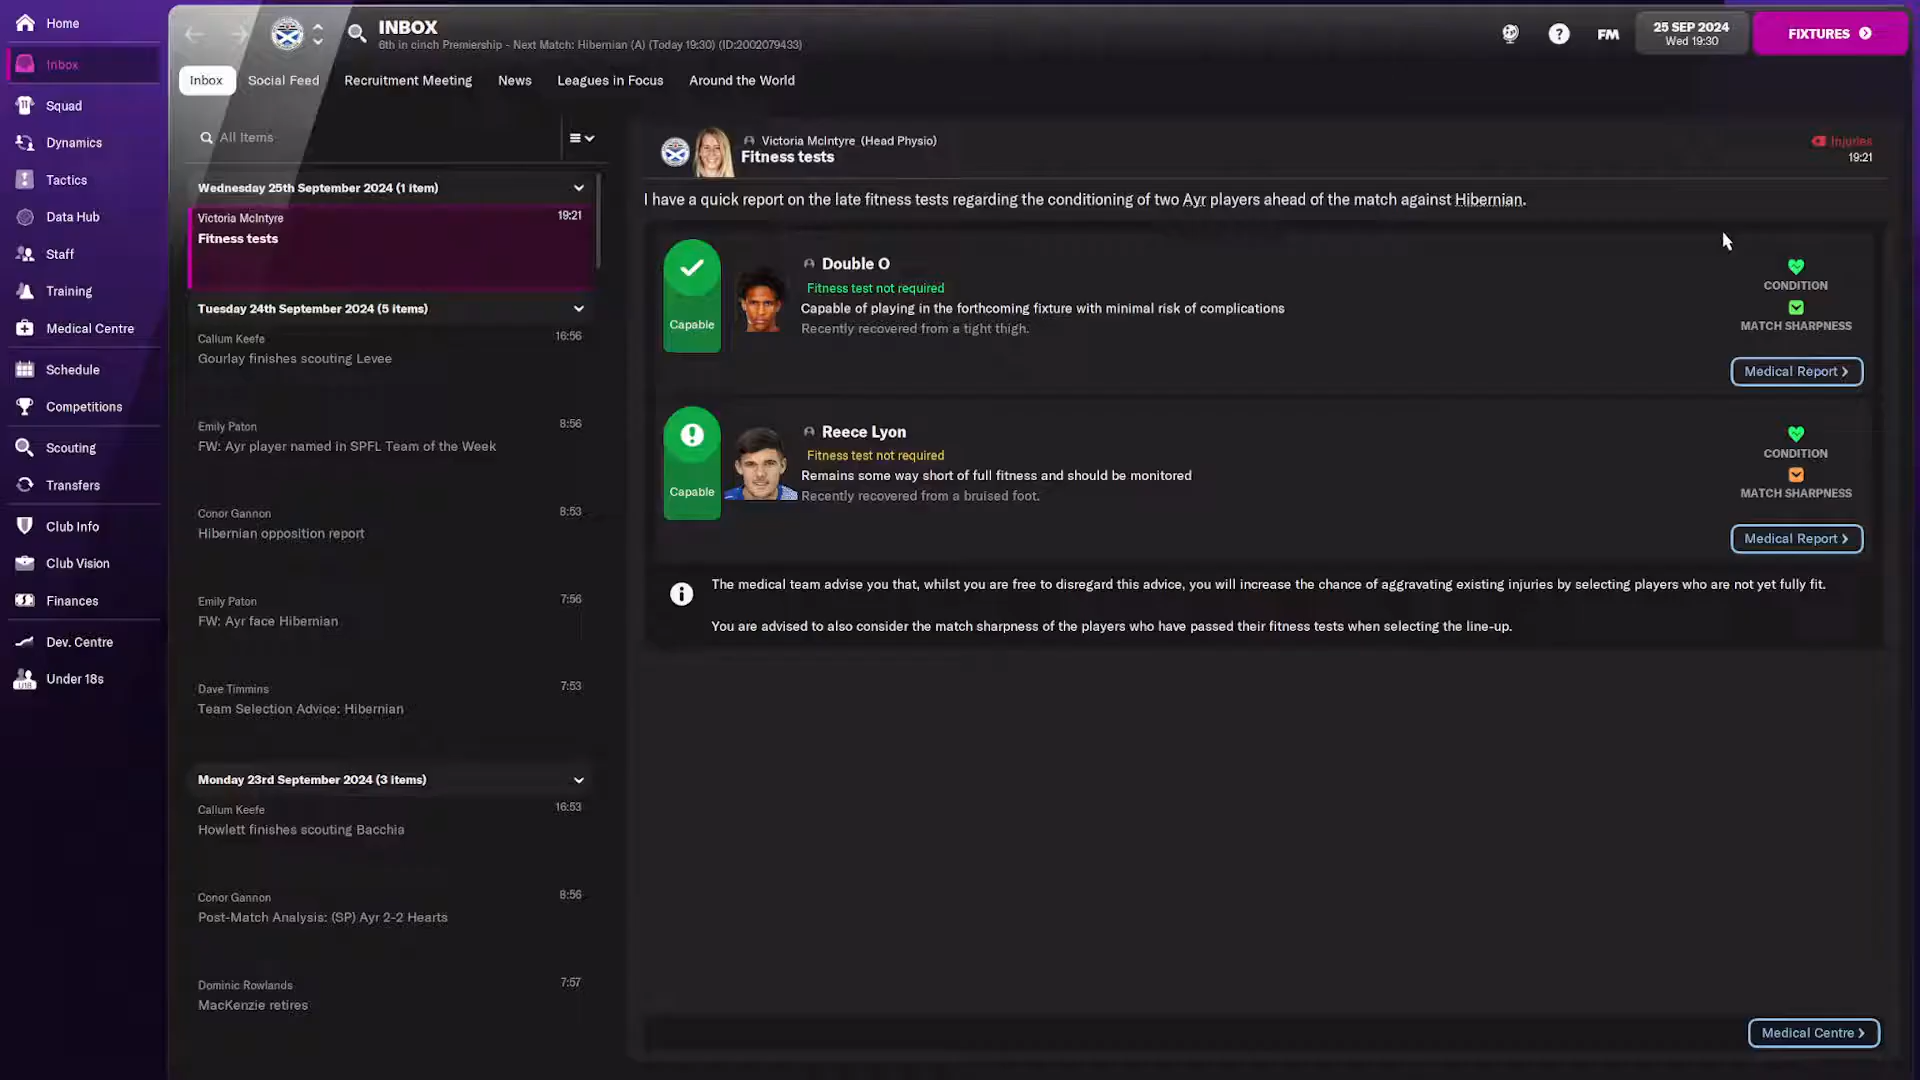 Home
Inbox
Squad
Dynamics
Tactics
Data Hub
Staff
Training
Medical Centre
Schedule
Competitions
Scouting
Transfers
Club Info
Club Vision
Finances
Dev. Centre
U18
Under 18s
INBOX
6th in cinch Premiership - Next Match: Hibernian (A) (Today 19:30) (ID:2002079433)
?
FM
25 SEP 2024
Wed 19:30
FIXTURES
Inbox
Social Feed
Recruitment Meeting
News
Leagues in Focus
Around the World
All Items
Wednesday 25th September 2024 (1 item)
Victoria McIntyre 19:21
Fitness tests
Tuesday 24th September 2024 (5 items)
Callum Keefe 16:56
Gourlay finishes scouting Levee
Emily Paton 8:56
FW: Ayr player named in SPFL Team of the Week
Conor Gannon 8:53
Hibernian opposition report
Emily Paton 7:56
FW: Ayr face Hibernian
Dave Timmins 7:53
Team Selection Advice: Hibernian
Monday 23rd September 2024 (3 items)
Callum Keefe 16:53
Howlett finishes scouting Bacchia
Conor Gannon 8:56
Post-Match Analysis: (SP) Ayr 2-2 Hearts
Dominic Rowlands 7:57
MacKenzie retires
Victoria McIntyre (Head Physio)
Fitness tests
Injuries
19:21
I have a quick report on the late fitness tests regarding the conditioning of two Ayr players ahead of the match against Hibernian.
Capable
Double O
Fitness test not required
Capable of playing in the forthcoming fixture with minimal risk of complications
Recently recovered from a tight thigh.
CONDITION
MATCH SHARPNESS
Medical Report >
Capable
Reece Lyon
Fitness test not required
Remains some way short of full fitness and should be monitored
Recently recovered from a bruised foot.
CONDITION
MATCH SHARPNESS
Medical Report >
The medical team advise you that, whilst you are free to disregard this advice, you will increase the chance of aggravating existing injuries by selecting players who are not yet fully fit.
You are advised to also consider the match sharpness of the players who have passed their fitness tests when selecting the line-up.
Medical Centre >